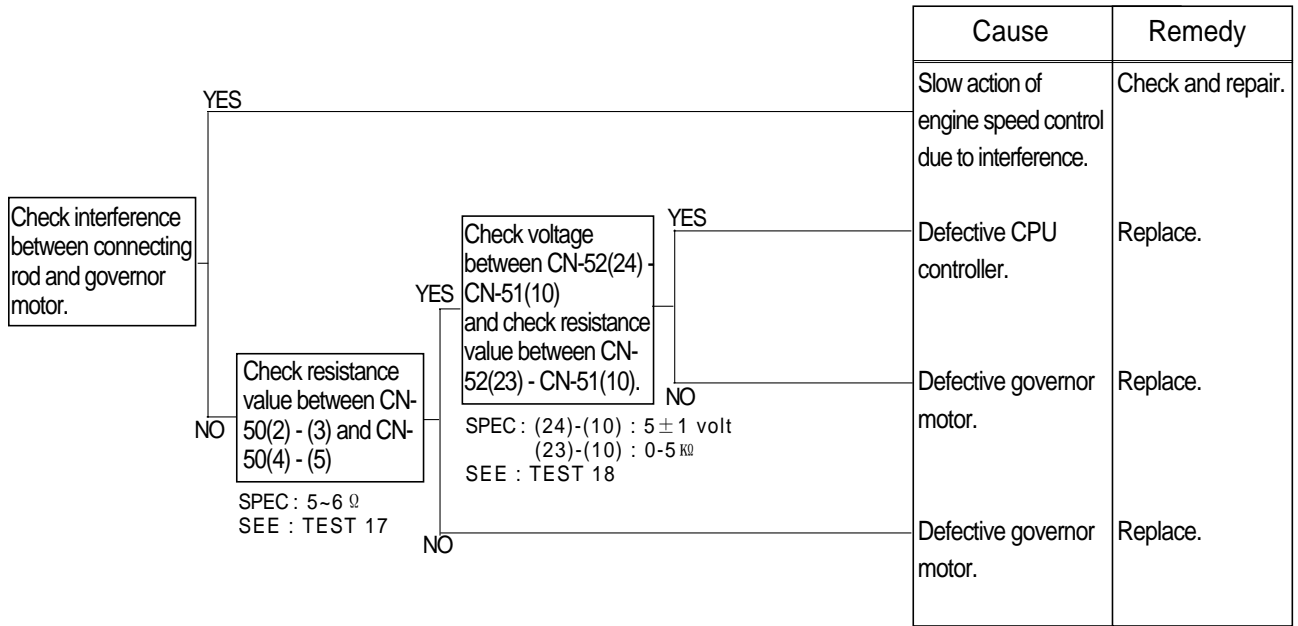 Cause
Remedy
YES
Slow action of
engine speed control
due to interference.
Check and repair.
Check interference
between connecting
rod and governor
motor.
YES
Check voltage
between CN-52(24) -
CN-51(10)
and check resistance
value between CN-
52(23) - CN-51(10).
YES
Defective CPU
controller.
Replace.
NO
Check resistance
value between CN-
50(2) - (3) and CN-
50(4) - (5)
NO
Defective governor
motor.
Replace.
SPEC : (24)-(10) : 5±1 volt
(23)-(10) : 0-5 KΩ
SEE : TEST 18
SPEC : 5~6 Ω
SEE : TEST 17
NO
Defective governor
motor.
Replace.